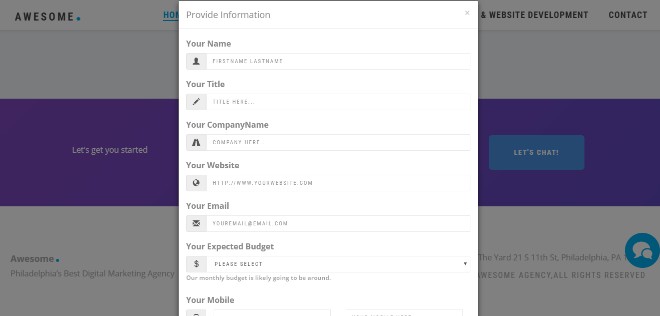 AWESOME.
HOM
Provide Information
×
& WEBSITE DEVELOPMENT
CONTACT
Your Name
FIRSTNAME LASTNAME
Your Title
TITLE HERE...
Your CompanyName
COMPANY HERE...
Let's get you started
LET'S CHAT!
Your Website
HTTP://WWW.YOURWEBSITE.COM
Your Email
YOUREMAIL@EMAIL.COM
Your Expected Budget
$ PLEASE SELECT
Our monthly budget is likely going to be around.
Awesome.
Philadelphia's Best Digital Marketing Agency
The Yard 21 S 11th St, Philadelphia, PA 1
AWESOME AGENCY,ALL RIGHTS RESERVED
Your Mobile